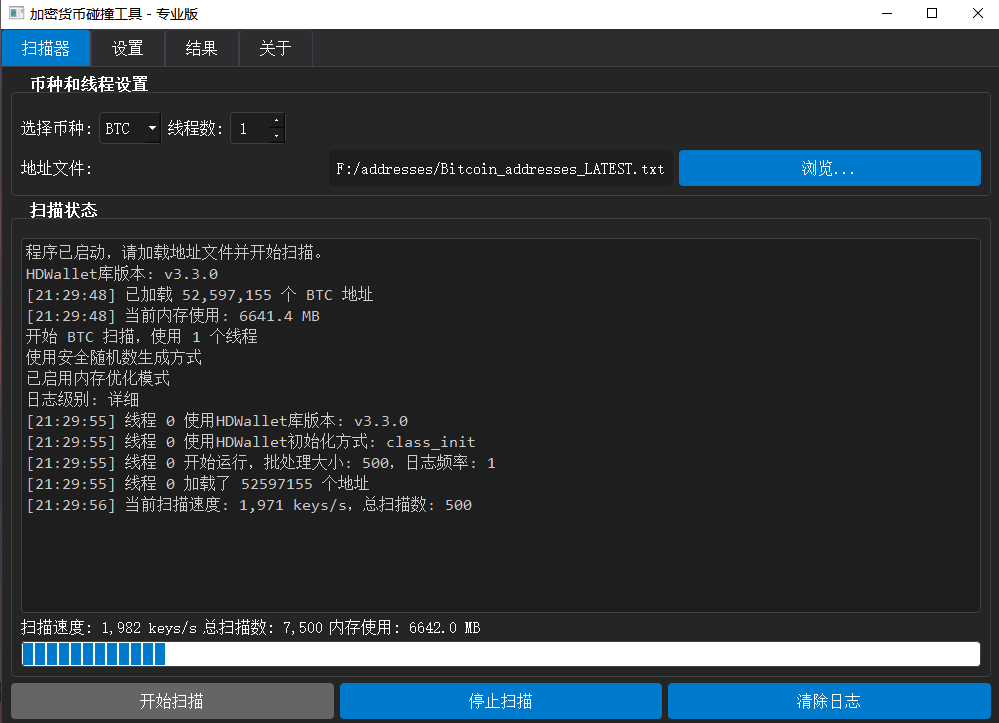 加密货币碰撞工具 - 专业版
扫描器 设置 结果 关于
币种和线程设置
选择币种: BTC 线程数: 1
地址文件: F:/addresses/Bitcoin_addresses_LATEST.txt 浏览...
扫描状态
程序已启动，请加载地址文件并开始扫描。
HDWallet库版本: v3.3.0
[21:29:48] 已加载 52,597,155 个 BTC 地址
[21:29:48] 当前内存使用: 6641.4 MB
开始 BTC 扫描，使用 1 个线程
使用安全随机数生成方式
已启用内存优化模式
日志级别: 详细
[21:29:55] 线程 0 使用HDWallet库版本: v3.3.0
[21:29:55] 线程 0 使用HDWallet初始化方式: class_init
[21:29:55] 线程 0 开始运行，批处理大小: 500，日志频率: 1
[21:29:55] 线程 0 加载了 52597155 个地址
[21:29:56] 当前扫描速度: 1,971 keys/s，总扫描数: 500
扫描速度: 1,982 keys/s 总扫描数: 7,500 内存使用: 6642.0 MB
开始扫描 停止扫描 清除日志